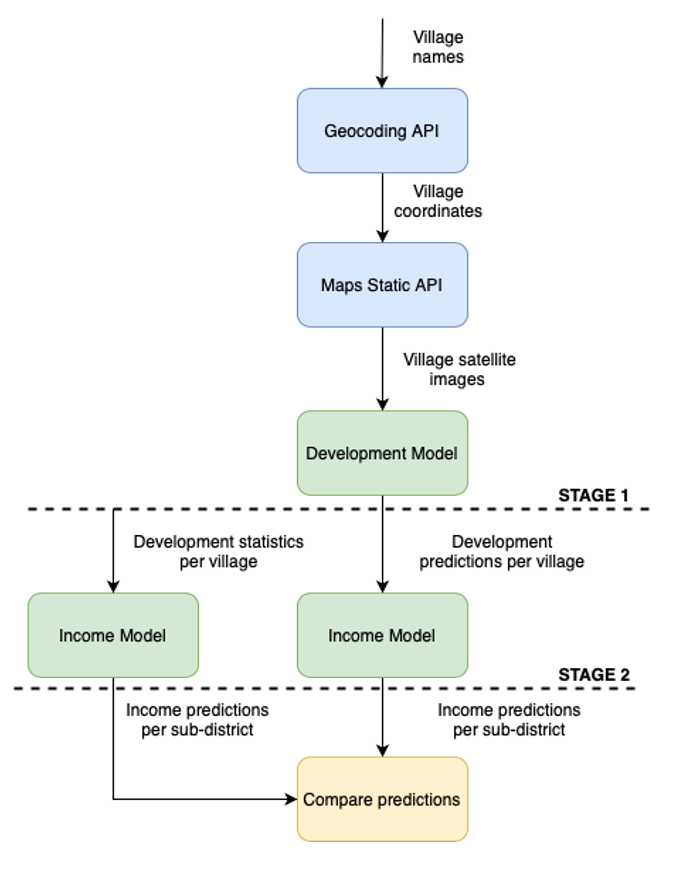 Village
names
Geocoding API
Village
coordinates
Maps Static API
Village satellite
images
Development Model
STAGE 1
Development statistics
per village
Development
predictions per village
Income Model
Income Model
STAGE 2
Income predictions
per sub-district
Income predictions
per sub-district
Compare predictions